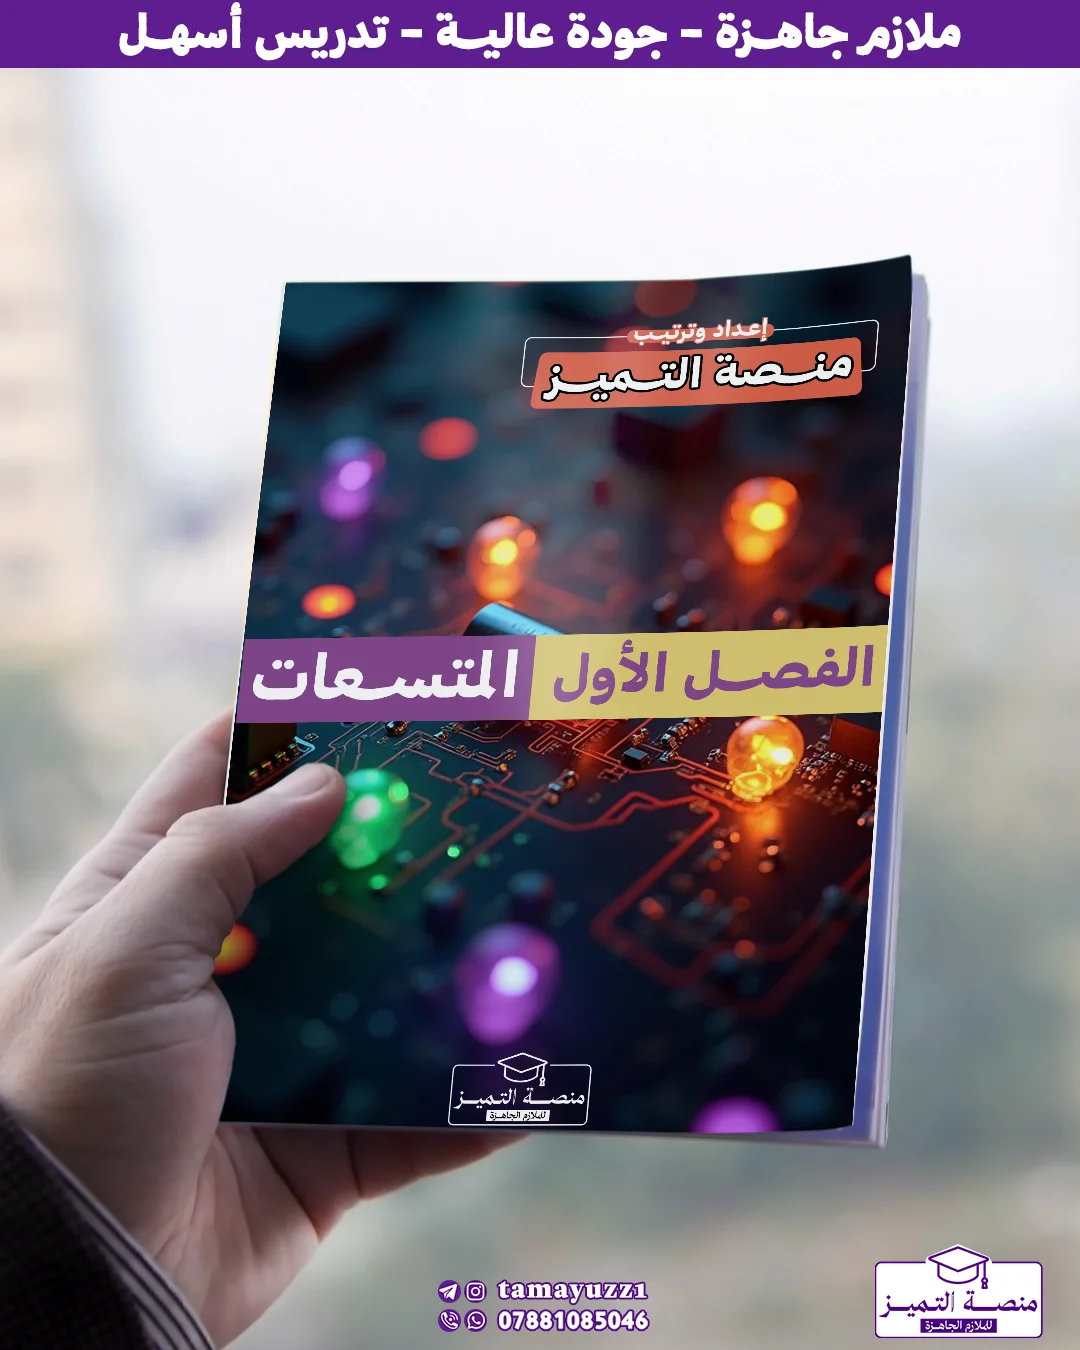 ملازم جاهزة - جودة عالية - تدريس أسهل
إعداد وترتيب
منصة التميز
الفصل الأول المتسعات
منصة التميز
للملازم الجاهزة
tamayuzz1
07881085046
منصة التميز
للملازم الجاهزة